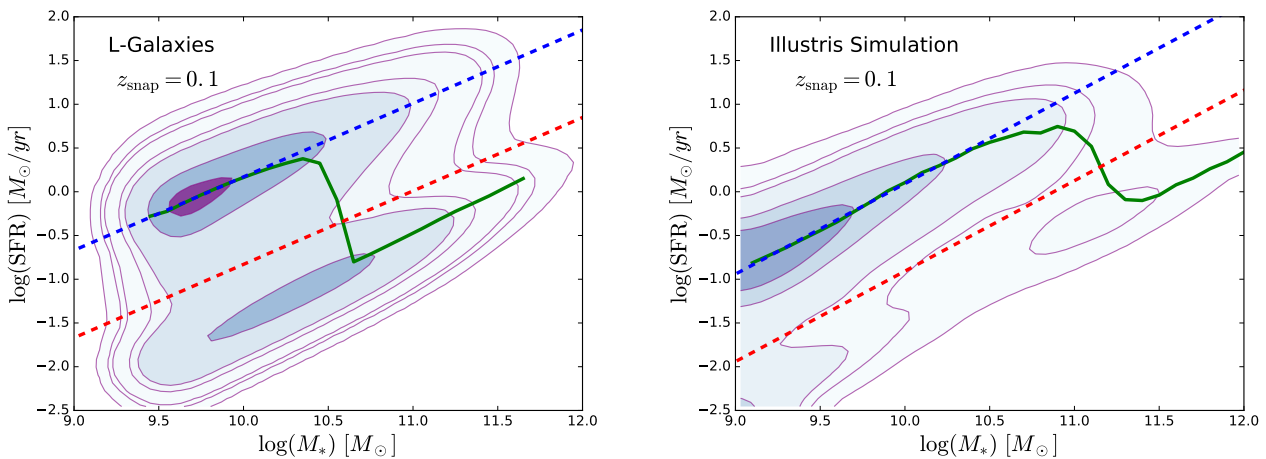 L-Galaxies
z_snap = 0.1
log(SFR) [M_⊙/yr]
2.0
1.5
1.0
0.5
0.0
−0.5
−1.0
−1.5
−2.0
−2.5
9.0 9.5 10.0 10.5 11.0 11.5 12.0
log(M_*) [M_⊙]
Illustris Simulation
z_snap = 0.1
log(SFR) [M_⊙/yr]
2.0
1.5
1.0
0.5
0.0
−0.5
−1.0
−1.5
−2.0
−2.5
9.0 9.5 10.0 10.5 11.0 11.5 12.0
log(M_*) [M_⊙]